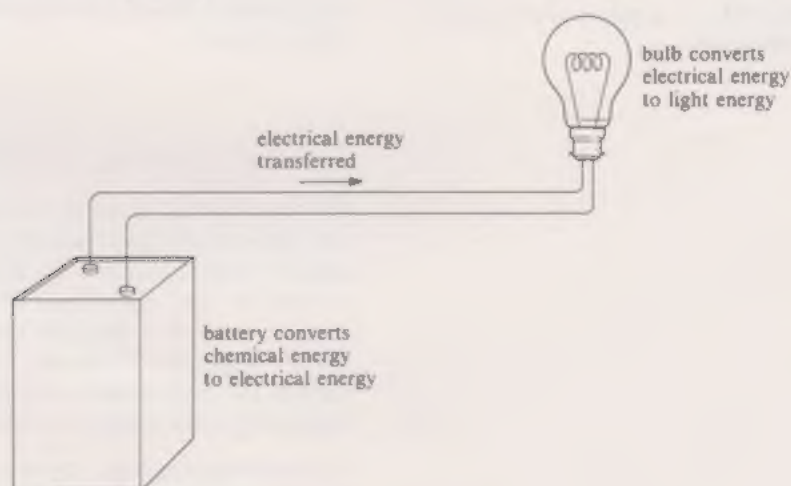 bulb converts
electrical energy
to light energy
electrical energy
transferred
battery converts
chemical energy
to electrical energy